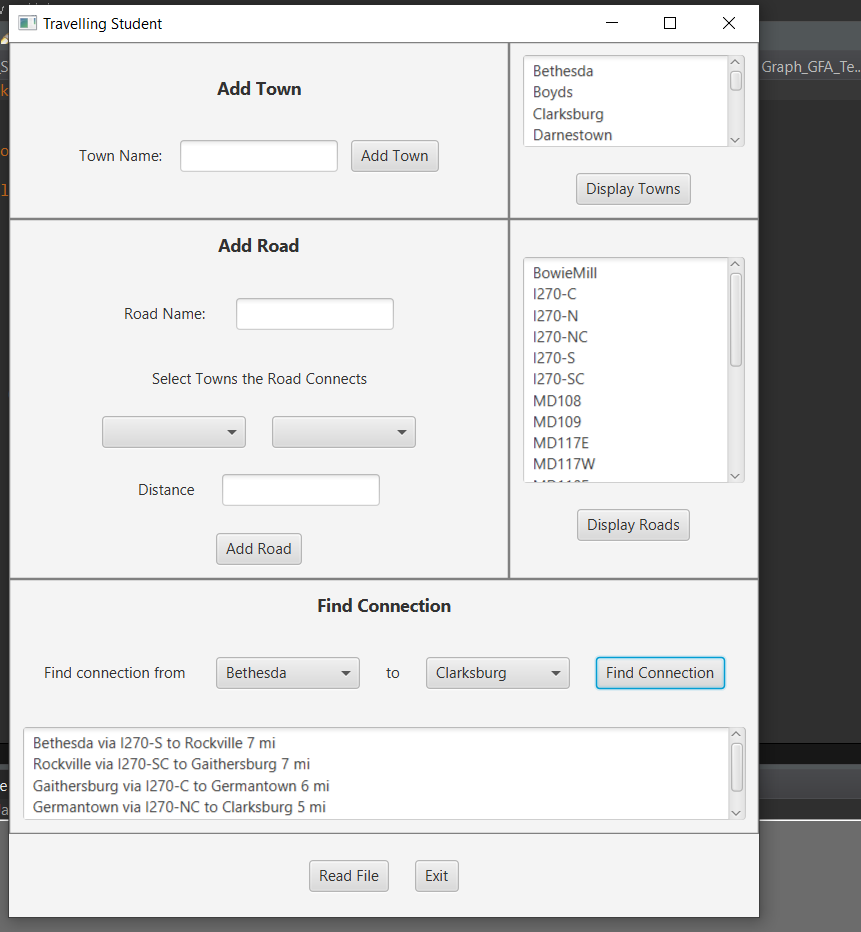 Travelling Student
Graph_GFA_Te..
Add Town
Town Name:
Add Town
Bethesda
Boyds
Clarksburg
Darnestown
Display Towns
Add Road
Road Name:
Select Towns the Road Connects
Distance
Add Road
BowieMill
I270-C
I270-N
I270-NC
I270-S
I270-SC
MD108
MD109
MD117E
MD117W
Display Roads
Find Connection
Find connection from Bethesda to Clarksburg Find Connection
Bethesda via I270-S to Rockville 7 mi
Rockville via I270-SC to Gaithersburg 7 mi
Gaithersburg via I270-C to Germantown 6 mi
Germantown via I270-NC to Clarksburg 5 mi
Read File
Exit